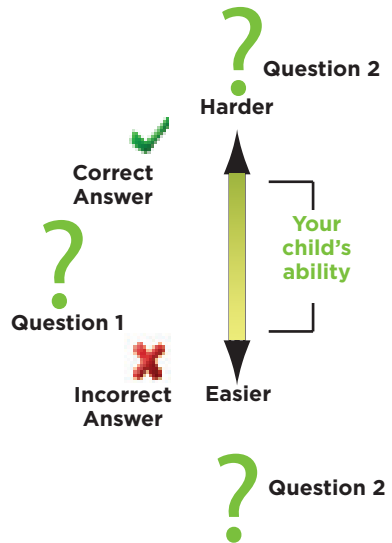 ?
Question 2
Harder
Correct
Answer
Your
child's
ability
?
Question 1
Incorrect
Answer
Easier
?
Question 2